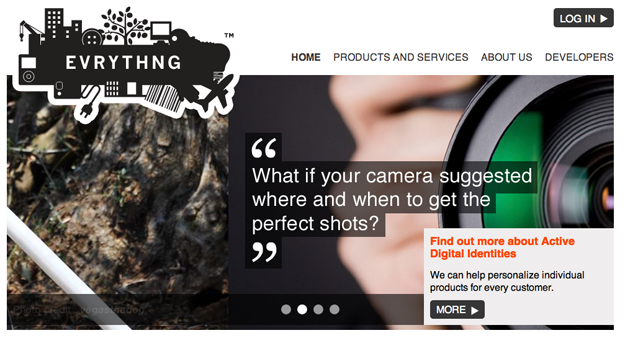 LOG IN
EVRYTHNG™
HOME PRODUCTS AND SERVICES ABOUT US DEVELOPERS
“
What if your camera suggested
where and when to get the
perfect shots?
”
Find out more about Active
Digital Identities
We can help personalize individual
products for every customer.
MORE